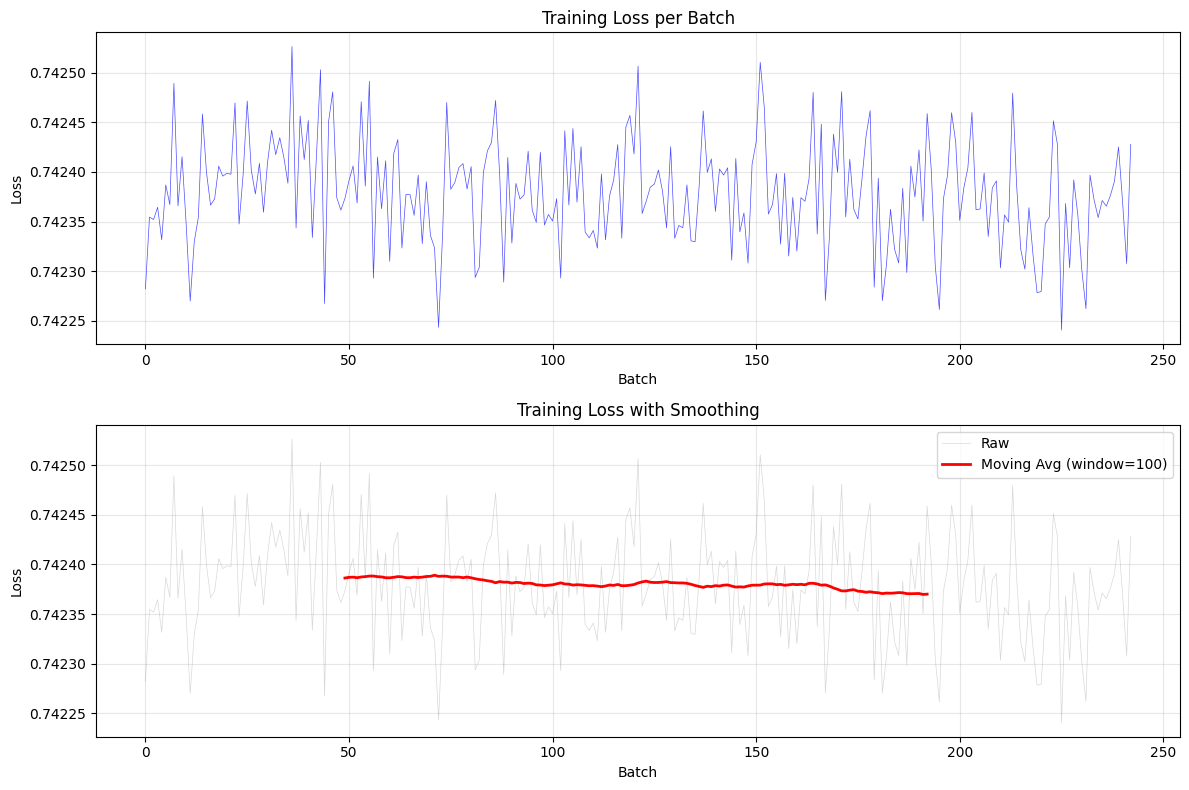 Training Loss per Batch
0.74250
0.74245
0.74240
0.74235
0.74230
0.74225
Loss
0 50 100 150 200 250
Batch
Training Loss with Smoothing
Raw
Moving Avg (window=100)
0.74250
0.74245
0.74240
0.74235
0.74230
0.74225
Loss
0 50 100 150 200 250
Batch